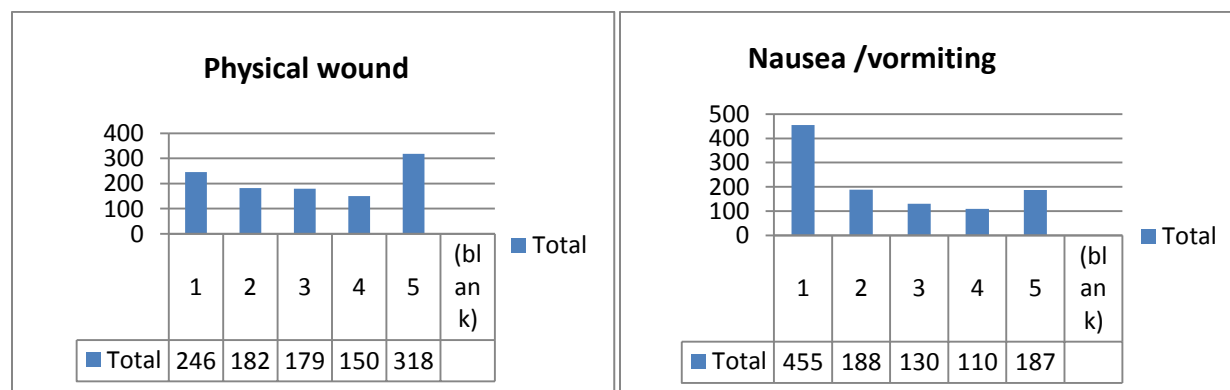 Physical wound
400
300
200
100
0
1 2 3 4 5 (bl
an
k)
Total 246 182 179 150 318
Total
Nausea /vormiting
500
400
300
200
100
0
1 2 3 4 5 (bl
an
k)
Total 455 188 130 110 187
Total